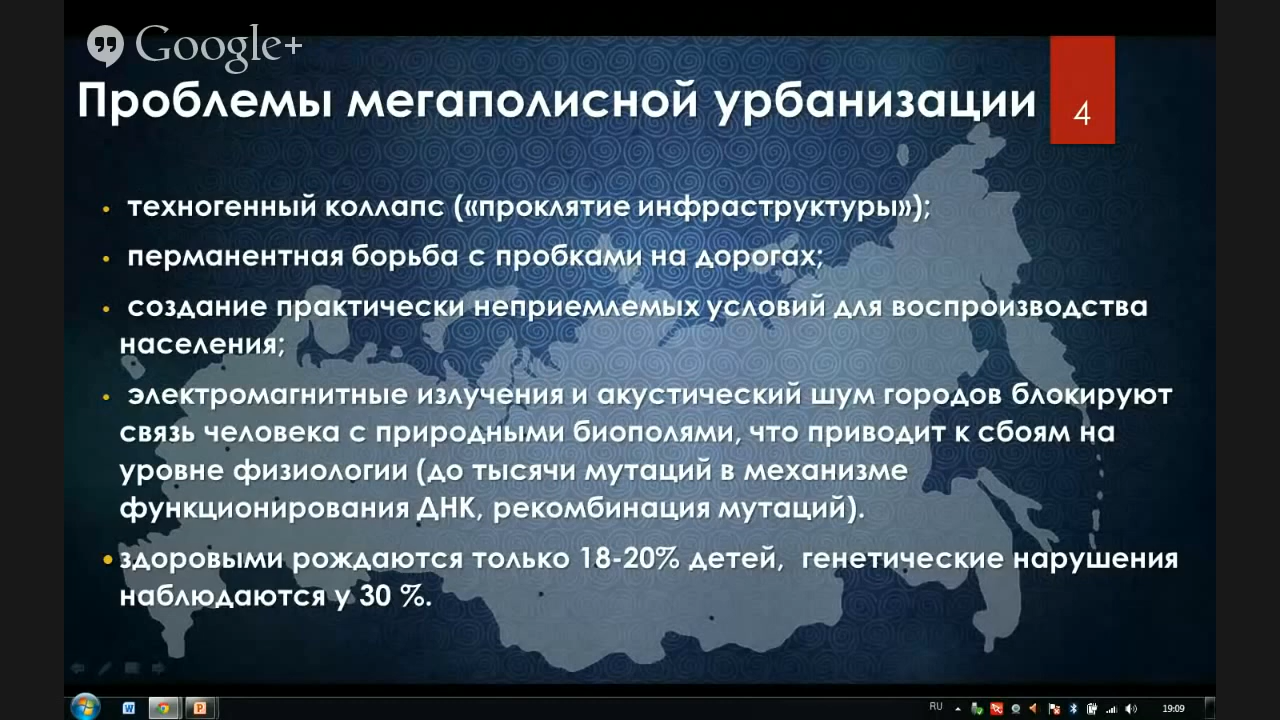 Google+
Проблемы мегаполисной урбанизации
4
• техногенный коллапс («проклятие инфраструктуры»);
• перманентная борьба с пробками на дорогах;
• создание практически неприемлемых условий для воспроизводства
населения;
• электромагнитные излучения и акустический шум городов блокируют
связь человека с природными биополями, что приводит к сбоям на
уровне физиологии (до тысячи мутаций в механизме
функционирования ДНК, рекомбинация мутаций).
• здоровыми рождаются только 18-20% детей, генетические нарушения
наблюдаются у 30 %.
RU
19:09